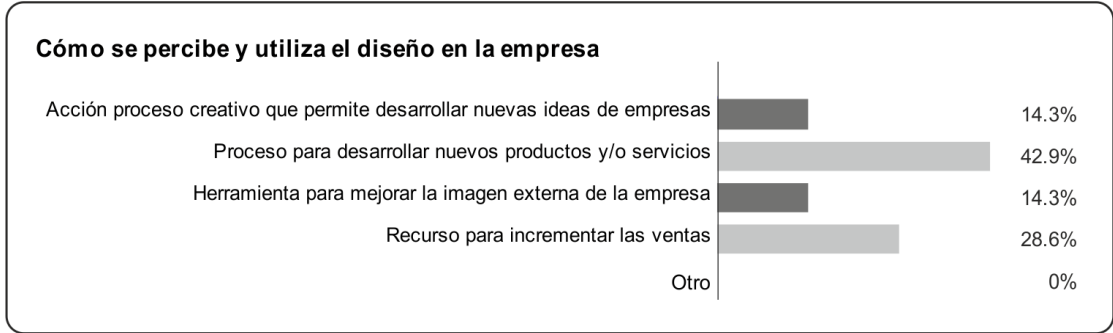 Cómo se percibe y utiliza el diseño en la empresa
Acción proceso creativo que permite desarrollar nuevas ideas de empresas 14.3%
Proceso para desarrollar nuevos productos y/o servicios 42.9%
Herramienta para mejorar la imagen externa de la empresa 14.3%
Recurso para incrementar las ventas 28.6%
Otro 0%